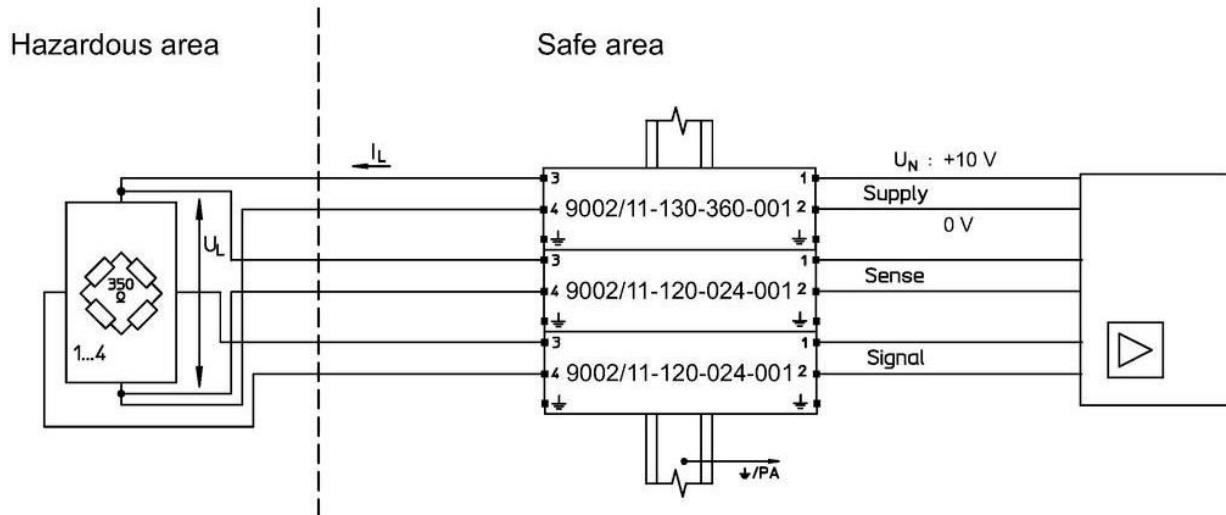 Hazardous area
Safe area
I_L
U_N : +10 V
3
1
Supply
4 9002/11-130-360-001 2
0 V
U_L
3
1
Sense
350
Ω
4 9002/11-120-024-001 2
3
1
Signal
1...4
4 9002/11-120-024-001 2
⏚/PA